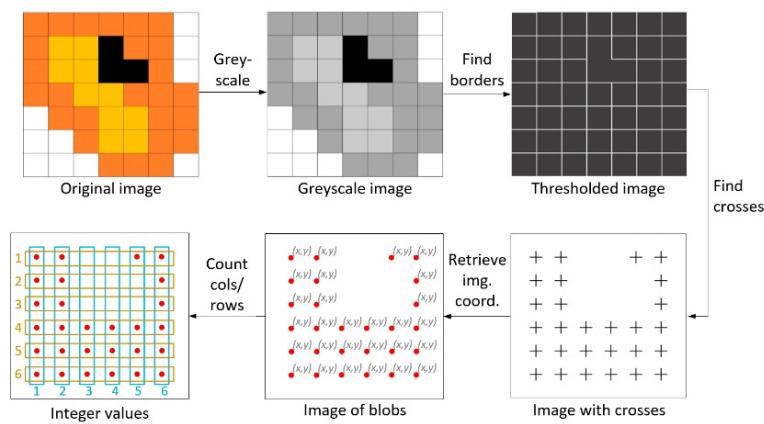 Grey-
scale
Find
borders
Original image
Greyscale image
Thresholded image
Find
crosses
Count
cols/
rows
Retrieve
img.
coord.
1
2
3
4
5
6
1 2 3 4 5 6
(x,y) (x,y) (x,y) (x,y)
(x,y) (x,y) (x,y)
(x,y) (x,y) (x,y)
(x,y) (x,y) (x,y) (x,y) (x,y) (x,y)
(x,y) (x,y) (x,y) (x,y) (x,y) (x,y)
(x,y) (x,y) (x,y) (x,y) (x,y) (x,y)
Integer values
Image of blobs
Image with crosses